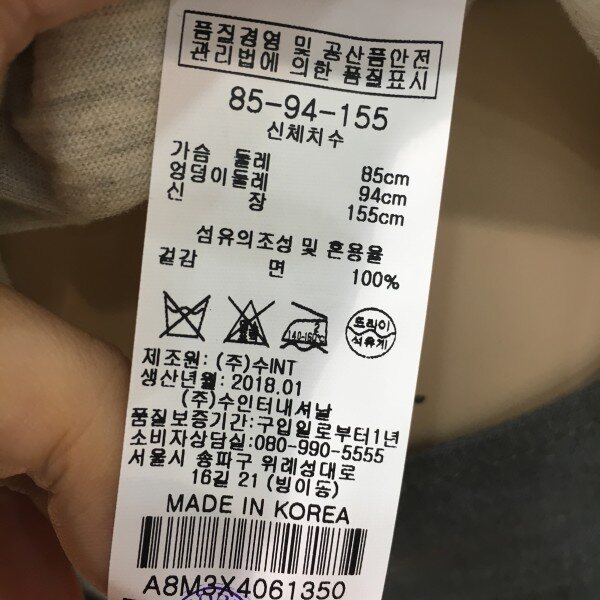 품질경영 및 공산품안전
관리법에 의한 품질표시
85-94-155
신체치수
가슴 둘레 85cm
엉덩이둘레 94cm
신 장 155cm
섬유의조성 및 혼용율
겉감 면 100%
드라이
석유계
제조원: (주)수INT
생산년월: 2018.01
(주)수인터내셔날
품질보증기간: 구입일로부터1년
소비자상담실:080-990-5555
서울시 송파구 위례성대로
16길 21 (방이동)
MADE IN KOREA
A8M3X4061350